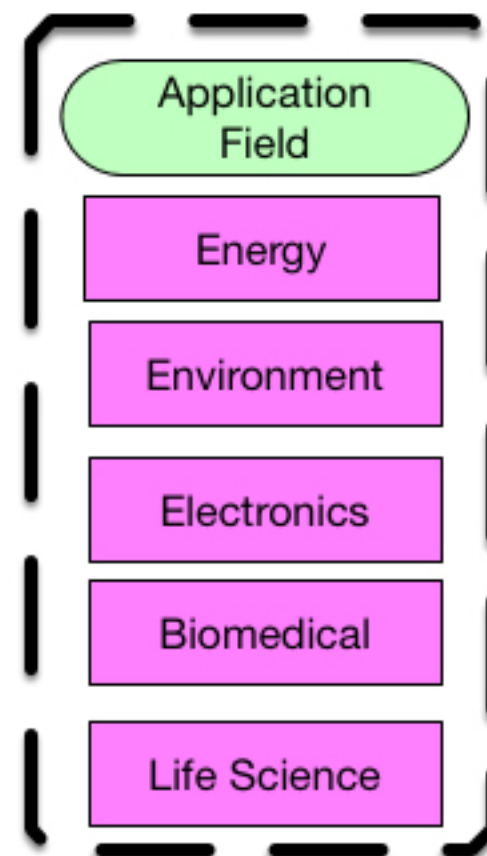 Application
Field
Energy
Environment
Electronics
Biomedical
Life Science